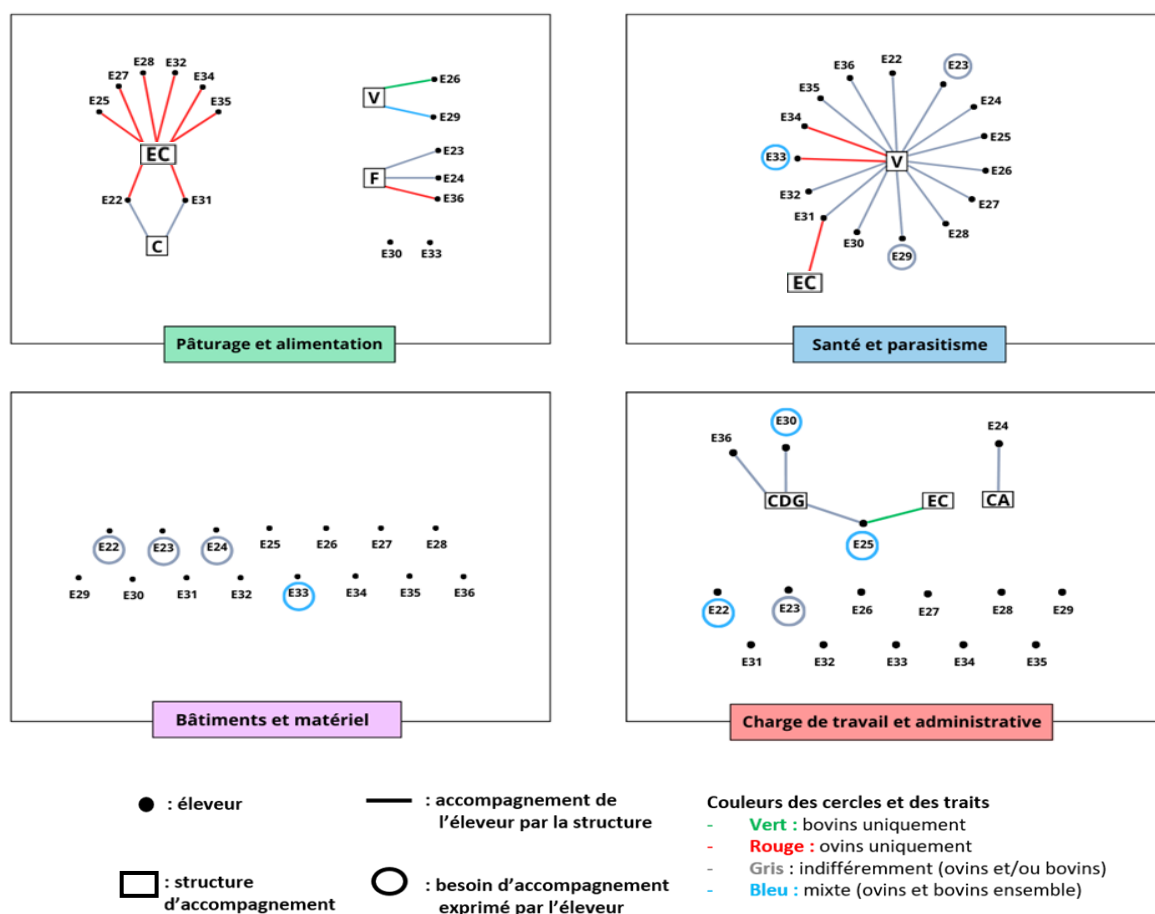 E28 E32
E27 E34
E25 E35
EC
E22 E31
C
E26
V
E29
E23
F E24
E36
E30 E33
Pâturage et alimentation
E22 E23
E36
E35 E24
E34 E25
E33 V
E26
E32 E27
E31
E30 E28
E29
EC
Santé et parasitisme
E22 E23 E24 E25 E26 E27 E28
E29 E30 E31 E32 E33 E34 E35 E36
Bâtiments et matériel
E30 E24
E36
CDG EC CA
E25
E22 E23 E26 E27 E28 E29
E31 E32 E33 E34 E35
Charge de travail et administrative
: éleveur
: accompagnement de
l'éleveur par la structure
: structure
d'accompagnement
: besoin d'accompagnement
exprimé par l'éleveur
Couleurs des cercles et des traits
- Vert : bovins uniquement
- Rouge : ovins uniquement
- Gris : indifféremment (ovins et/ou bovins)
- Bleu : mixte (ovins et bovins ensemble)